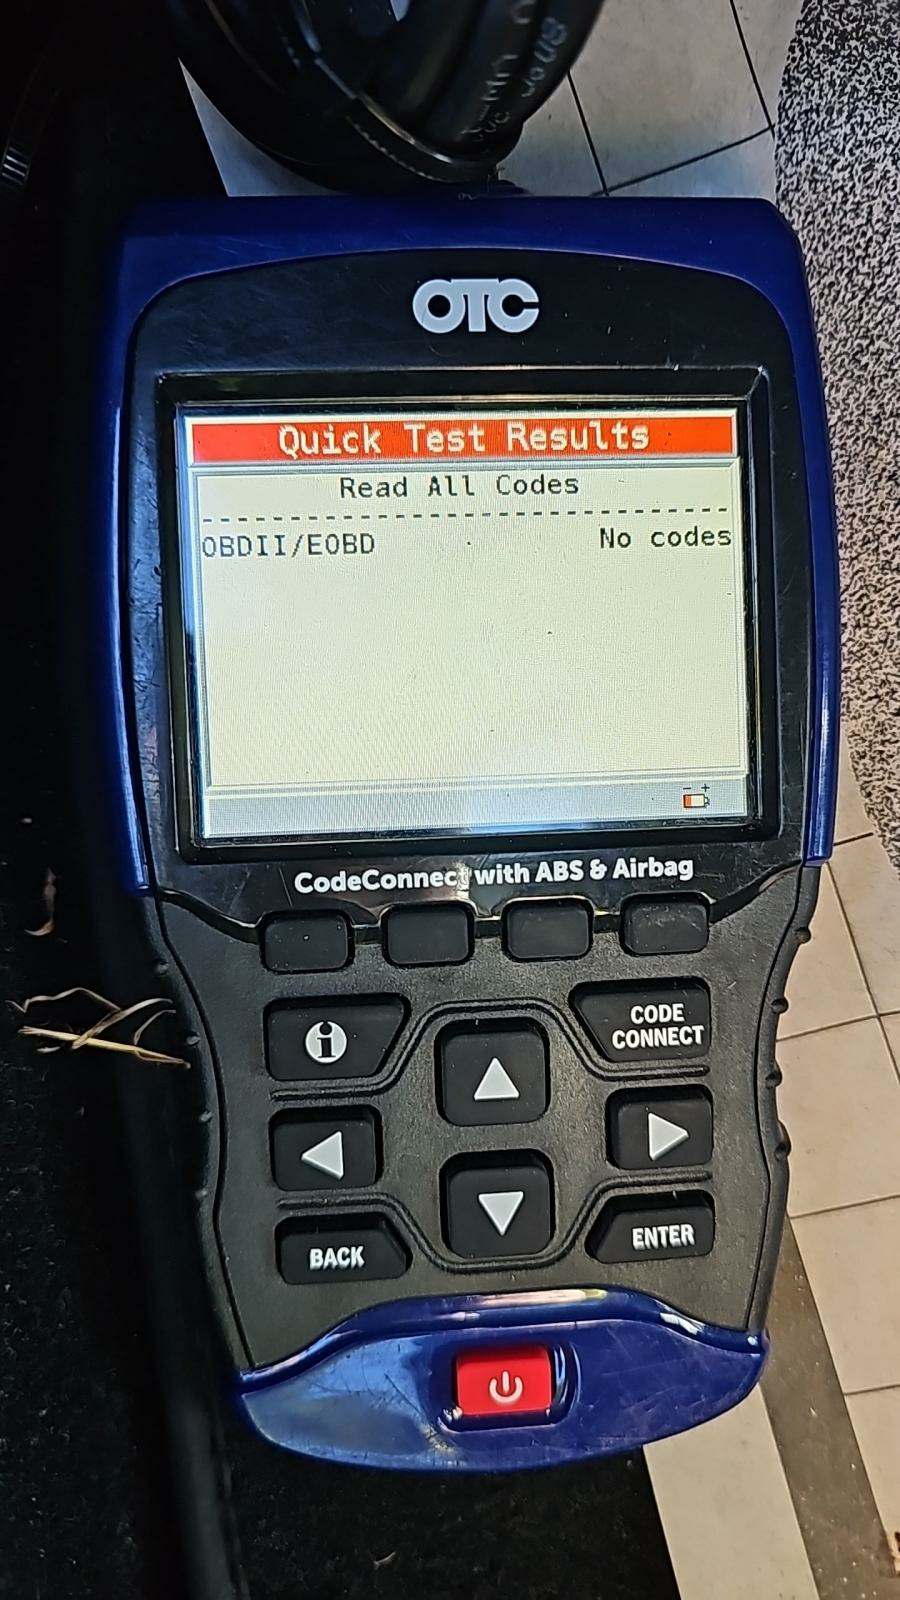 OTC
Quick Test Results
Read All Codes
OBDII/EOBD No codes
CodeConnect with ABS & Airbag
i
CODE
CONNECT
BACK
ENTER